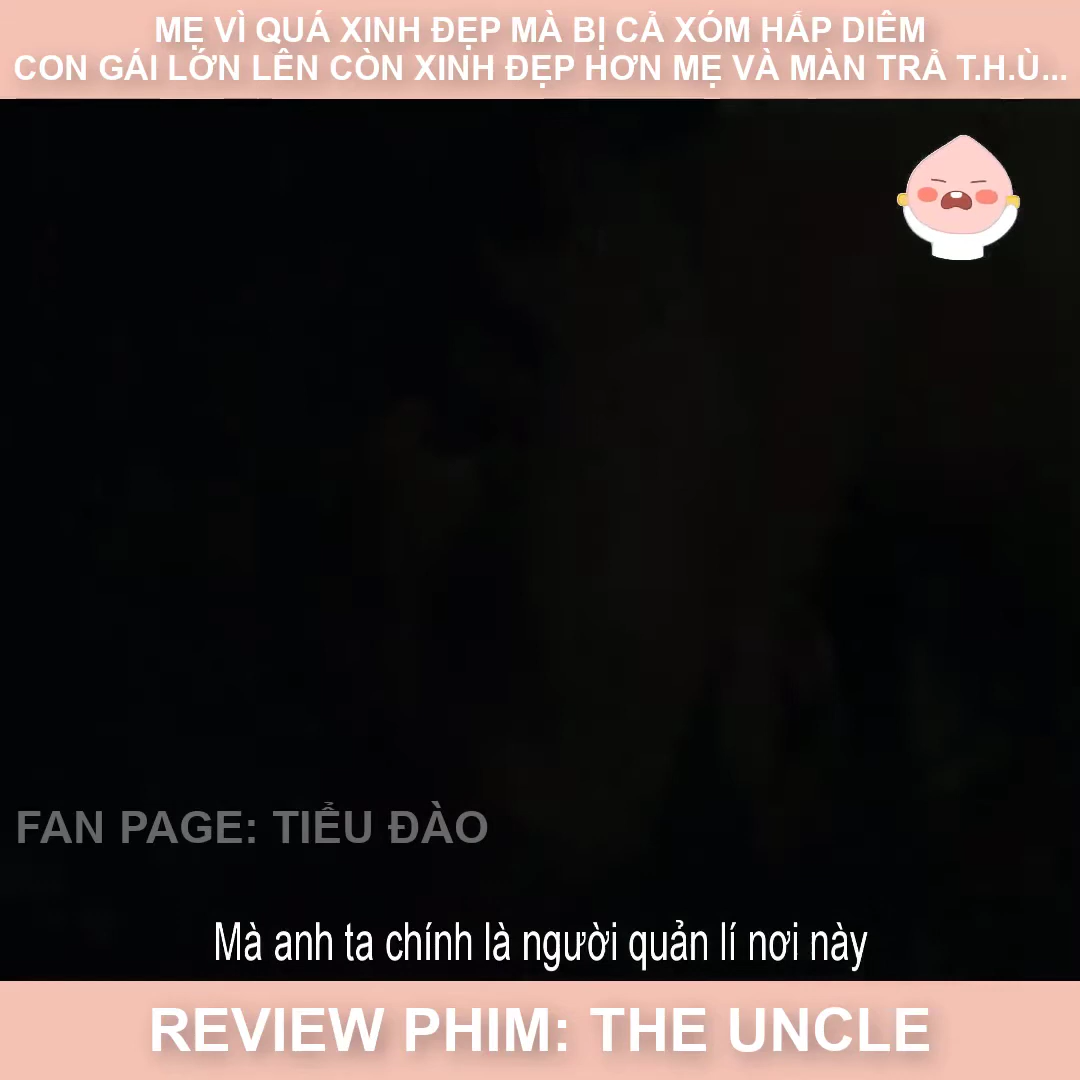 MẸ VÌ QUÁ XINH ĐẸP MÀ BỊ CẢ XÓM HẤP DIÊM
CON GÁI LỚN LÊN CÒN XINH ĐẸP HƠN MẸ VÀ MÀN TRẢ T.H.Ù...
FAN PAGE: TIỂU ĐÀO
Mà anh ta chính là người quản lí nơi này
REVIEW PHIM: THE UNCLE